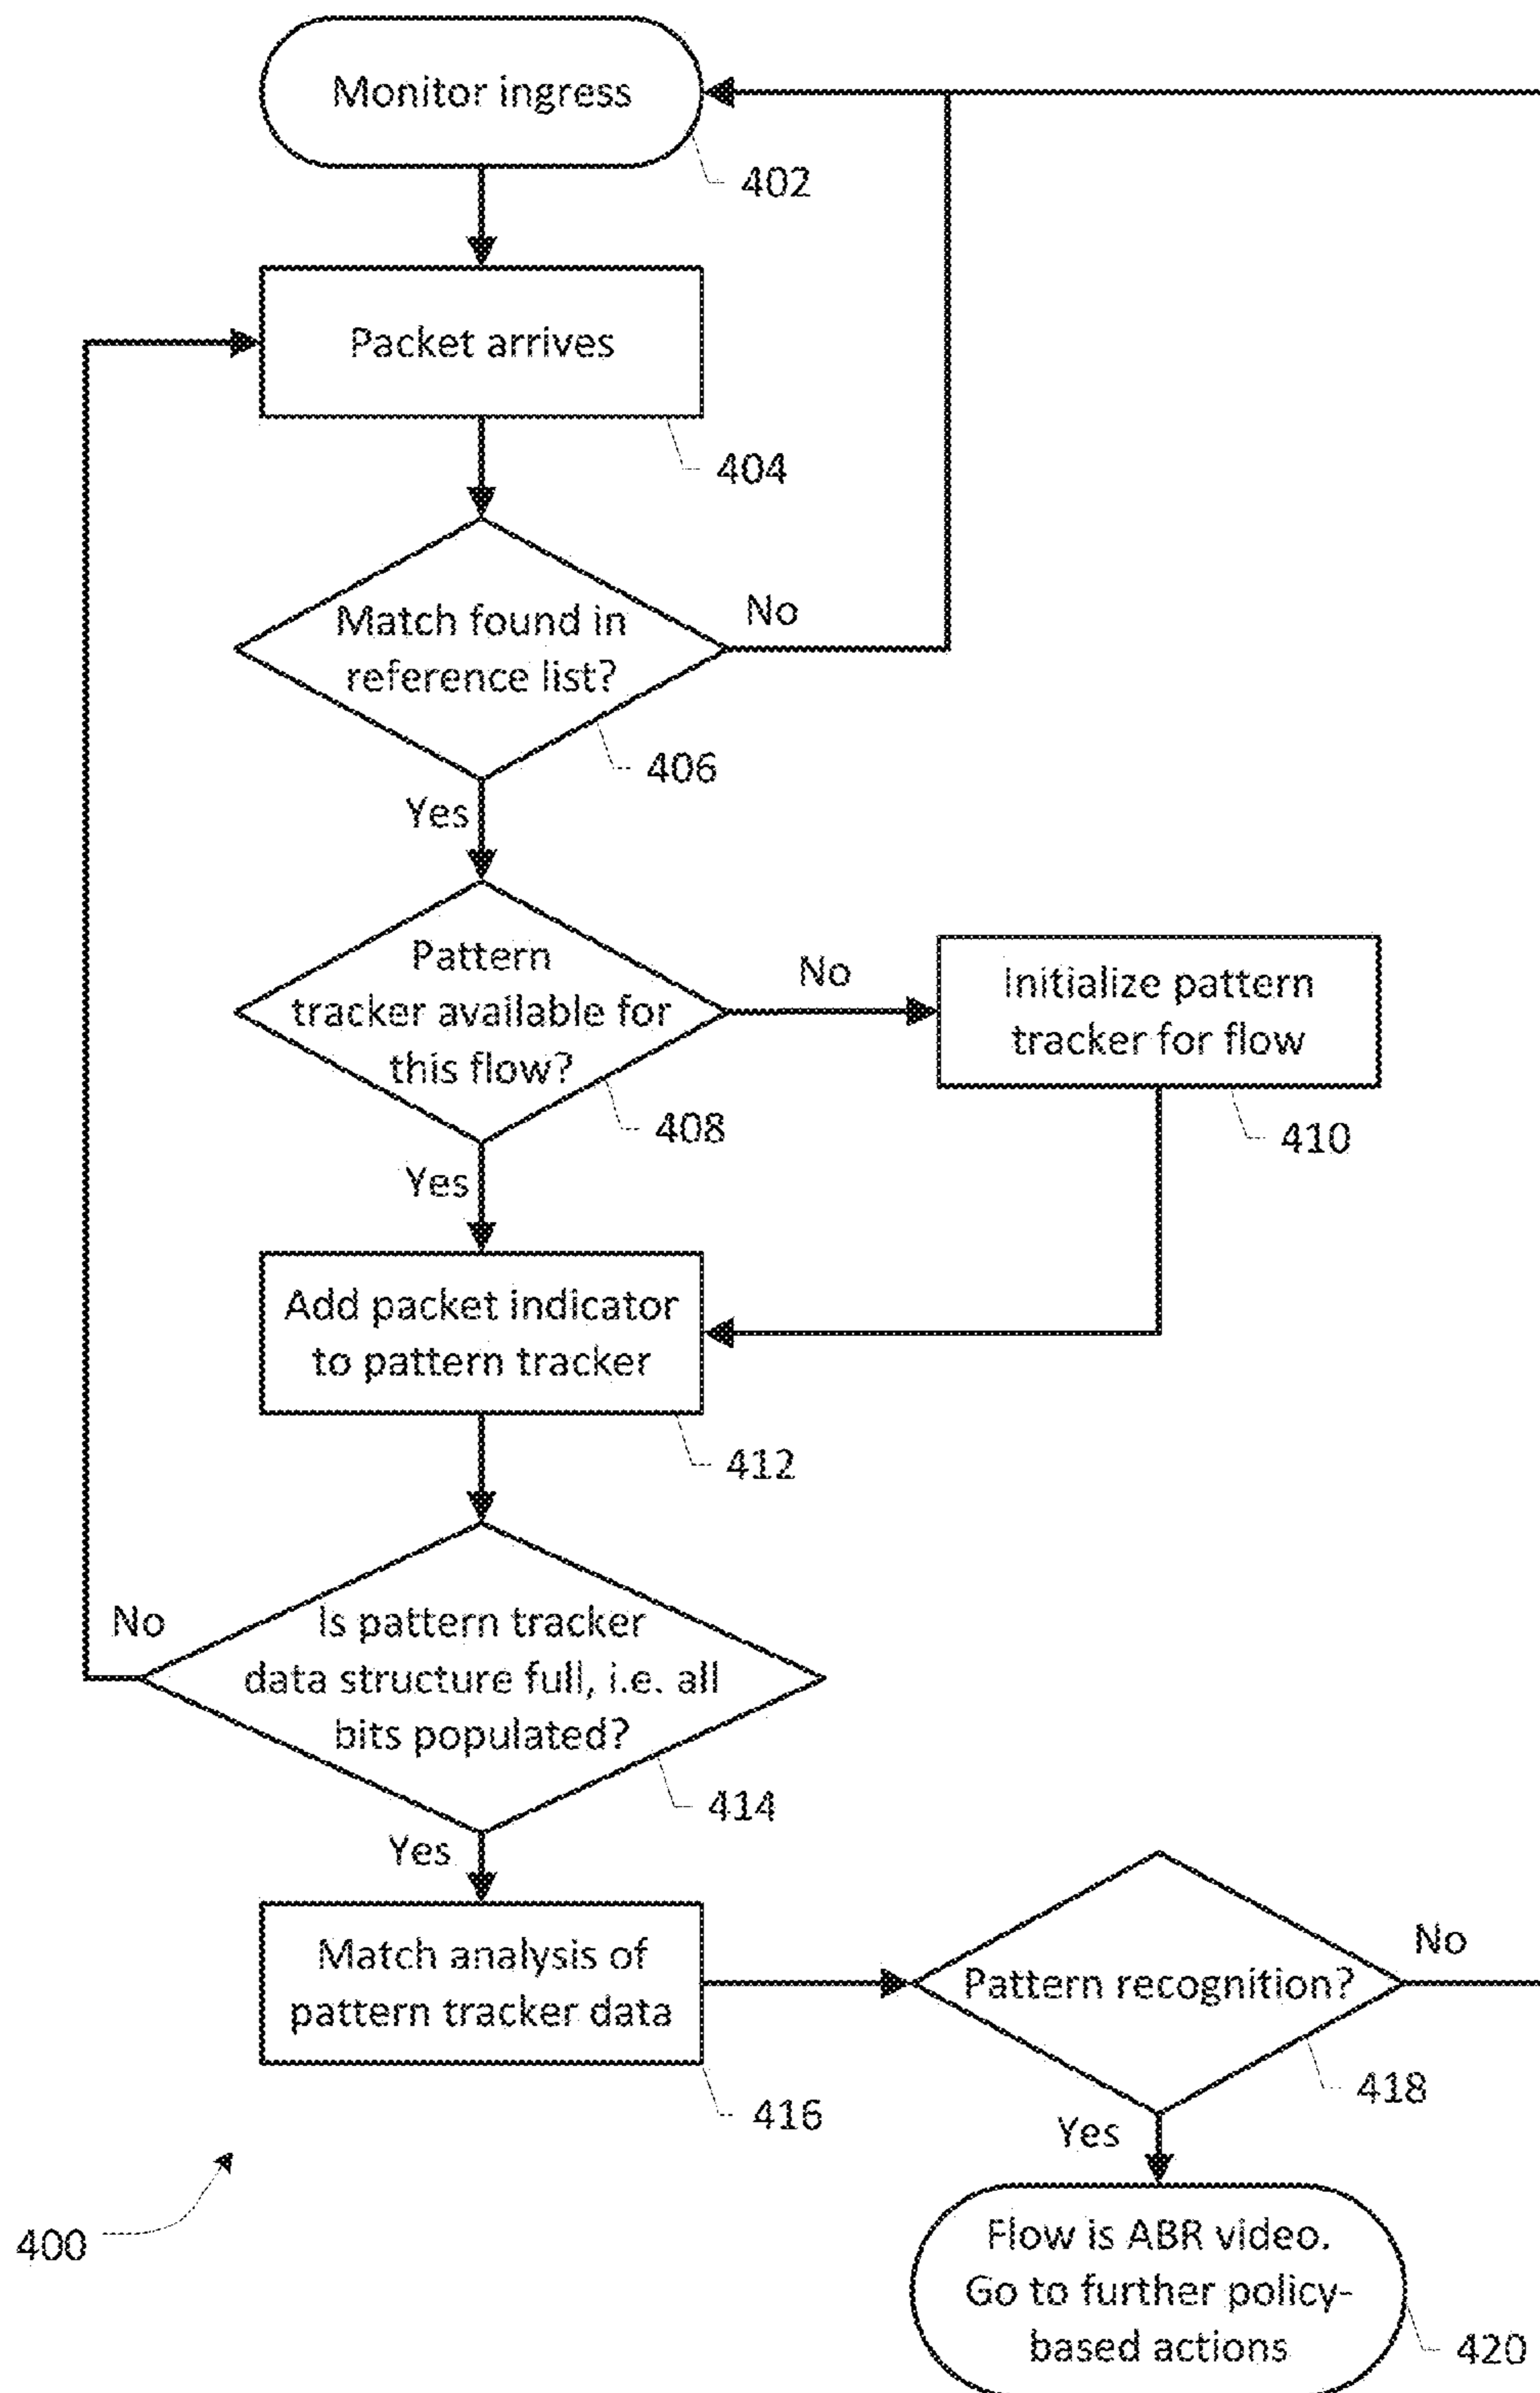 Monitor ingress
402
Packet arrives
404
Match found in
reference list?
No
406
Yes
Pattern
tracker available for
this flow?
No
408
Initialize pattern
tracker for flow
410
Yes
Add packet indicator
to pattern tracker
412
Is pattern tracker
data structure full, i.e. all
bits populated?
No
414
Yes
Match analysis of
pattern tracker data
416
Pattern recognition?
No
418
Yes
Flow is ABR video.
Go to further policy-
based actions
420
400